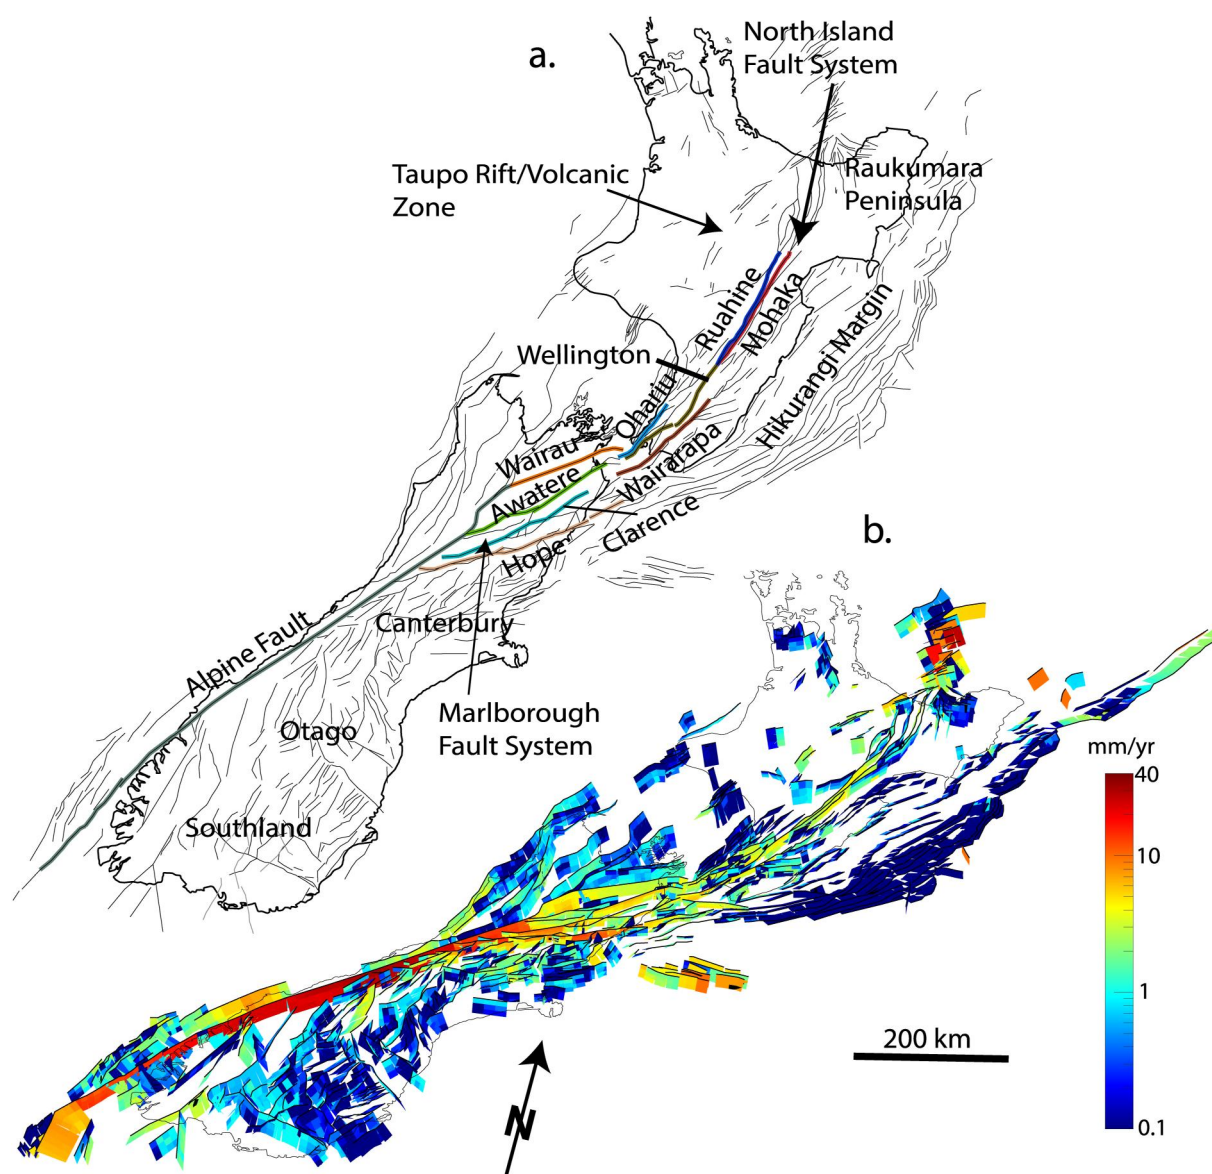 a.
North Island
Fault System
Taupo Rift/Volcanic
Zone
Raukumara
Peninsula
Ruahine
Mohaka
Hikurangi Margin
Wellington
Ohariu
Wairau
Wairarapa
Awatere
Clarence
Hope
Alpine Fault
Canterbury
Marlborough
Fault System
Otago
Southland
b.
mm/yr
40
10
1
0.1
200 km
N